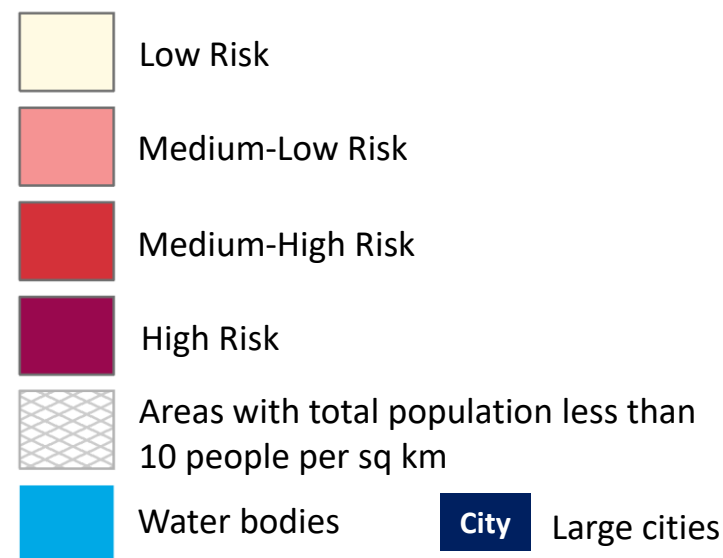 Low Risk
Medium-Low Risk
Medium-High Risk
High Risk
Areas with total population less than
10 people per sq km
Water bodies
City
Large cities